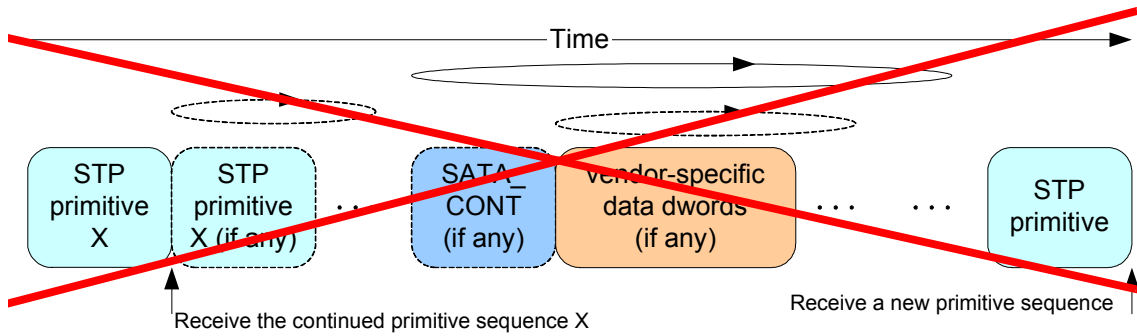 Time
STP
primitive
X
STP
primitive
X (if any)
. .
SATA_
CONT
(if any)
vendor-specific
data dwords
(if any)
. . .
. . .
STP
primitive
Receive the continued primitive sequence X
Receive a new primitive sequence